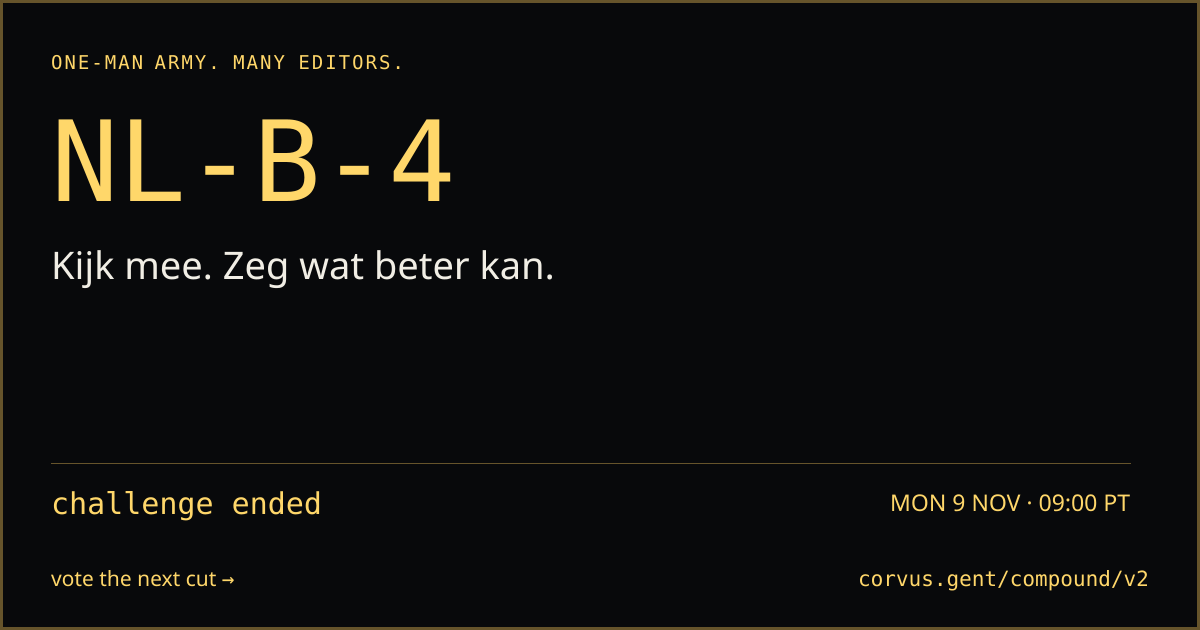 ONE-MAN ARMY. MANY EDITORS.
NL-B-4
Kijk mee. Zeg wat beter kan.
challenge ended
MON 9 NOV · 09:00 PT
vote the next cut →
corvus.gent/compound/v2